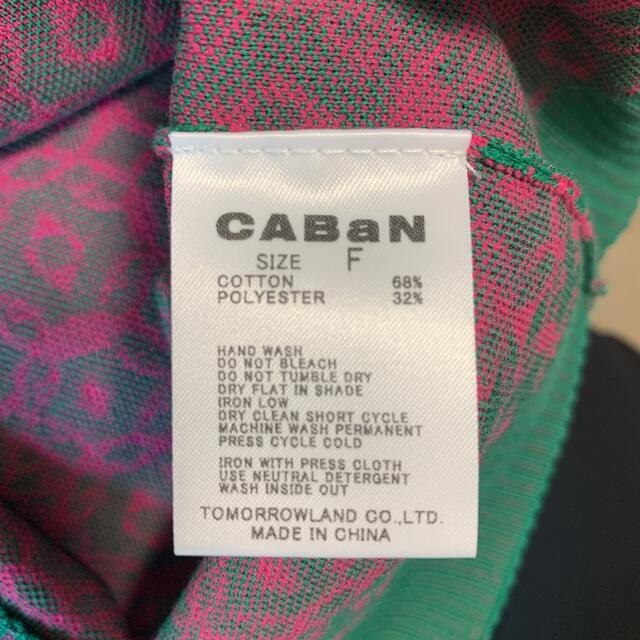 CABaN
SIZE F
COTTON 68%
POLYESTER 32%
HAND WASH
DO NOT BLEACH
DO NOT TUMBLE DRY
DRY FLAT IN SHADE
IRON LOW
DRY CLEAN SHORT CYCLE
MACHINE WASH PERMANENT
PRESS CYCLE COLD
IRON WITH PRESS CLOTH
USE NEUTRAL DETERGENT
WASH INSIDE OUT
TOMORROWLAND CO.,LTD.
MADE IN CHINA